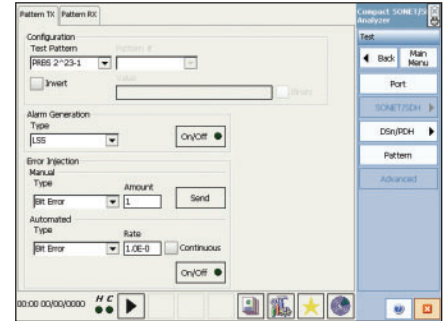 Pattern TX Pattern RX
Configuration
Test Pattern Pattern #
PRBS 2^23-1
Invert
Value
Binary
Alarm Generation
Type
LSS
On/Off
Error Injection
Manual
Type Amount
Bit Error 1 Send
Automated
Type Rate
Bit Error 1.0E-0 Continuous
On/Off
00:00 00/00/0000 H C
Compact SONET/S
Analyzer
Test
Back Main Menu
Port
SONET/SDH
DSn/PDH
Pattern
Advanced